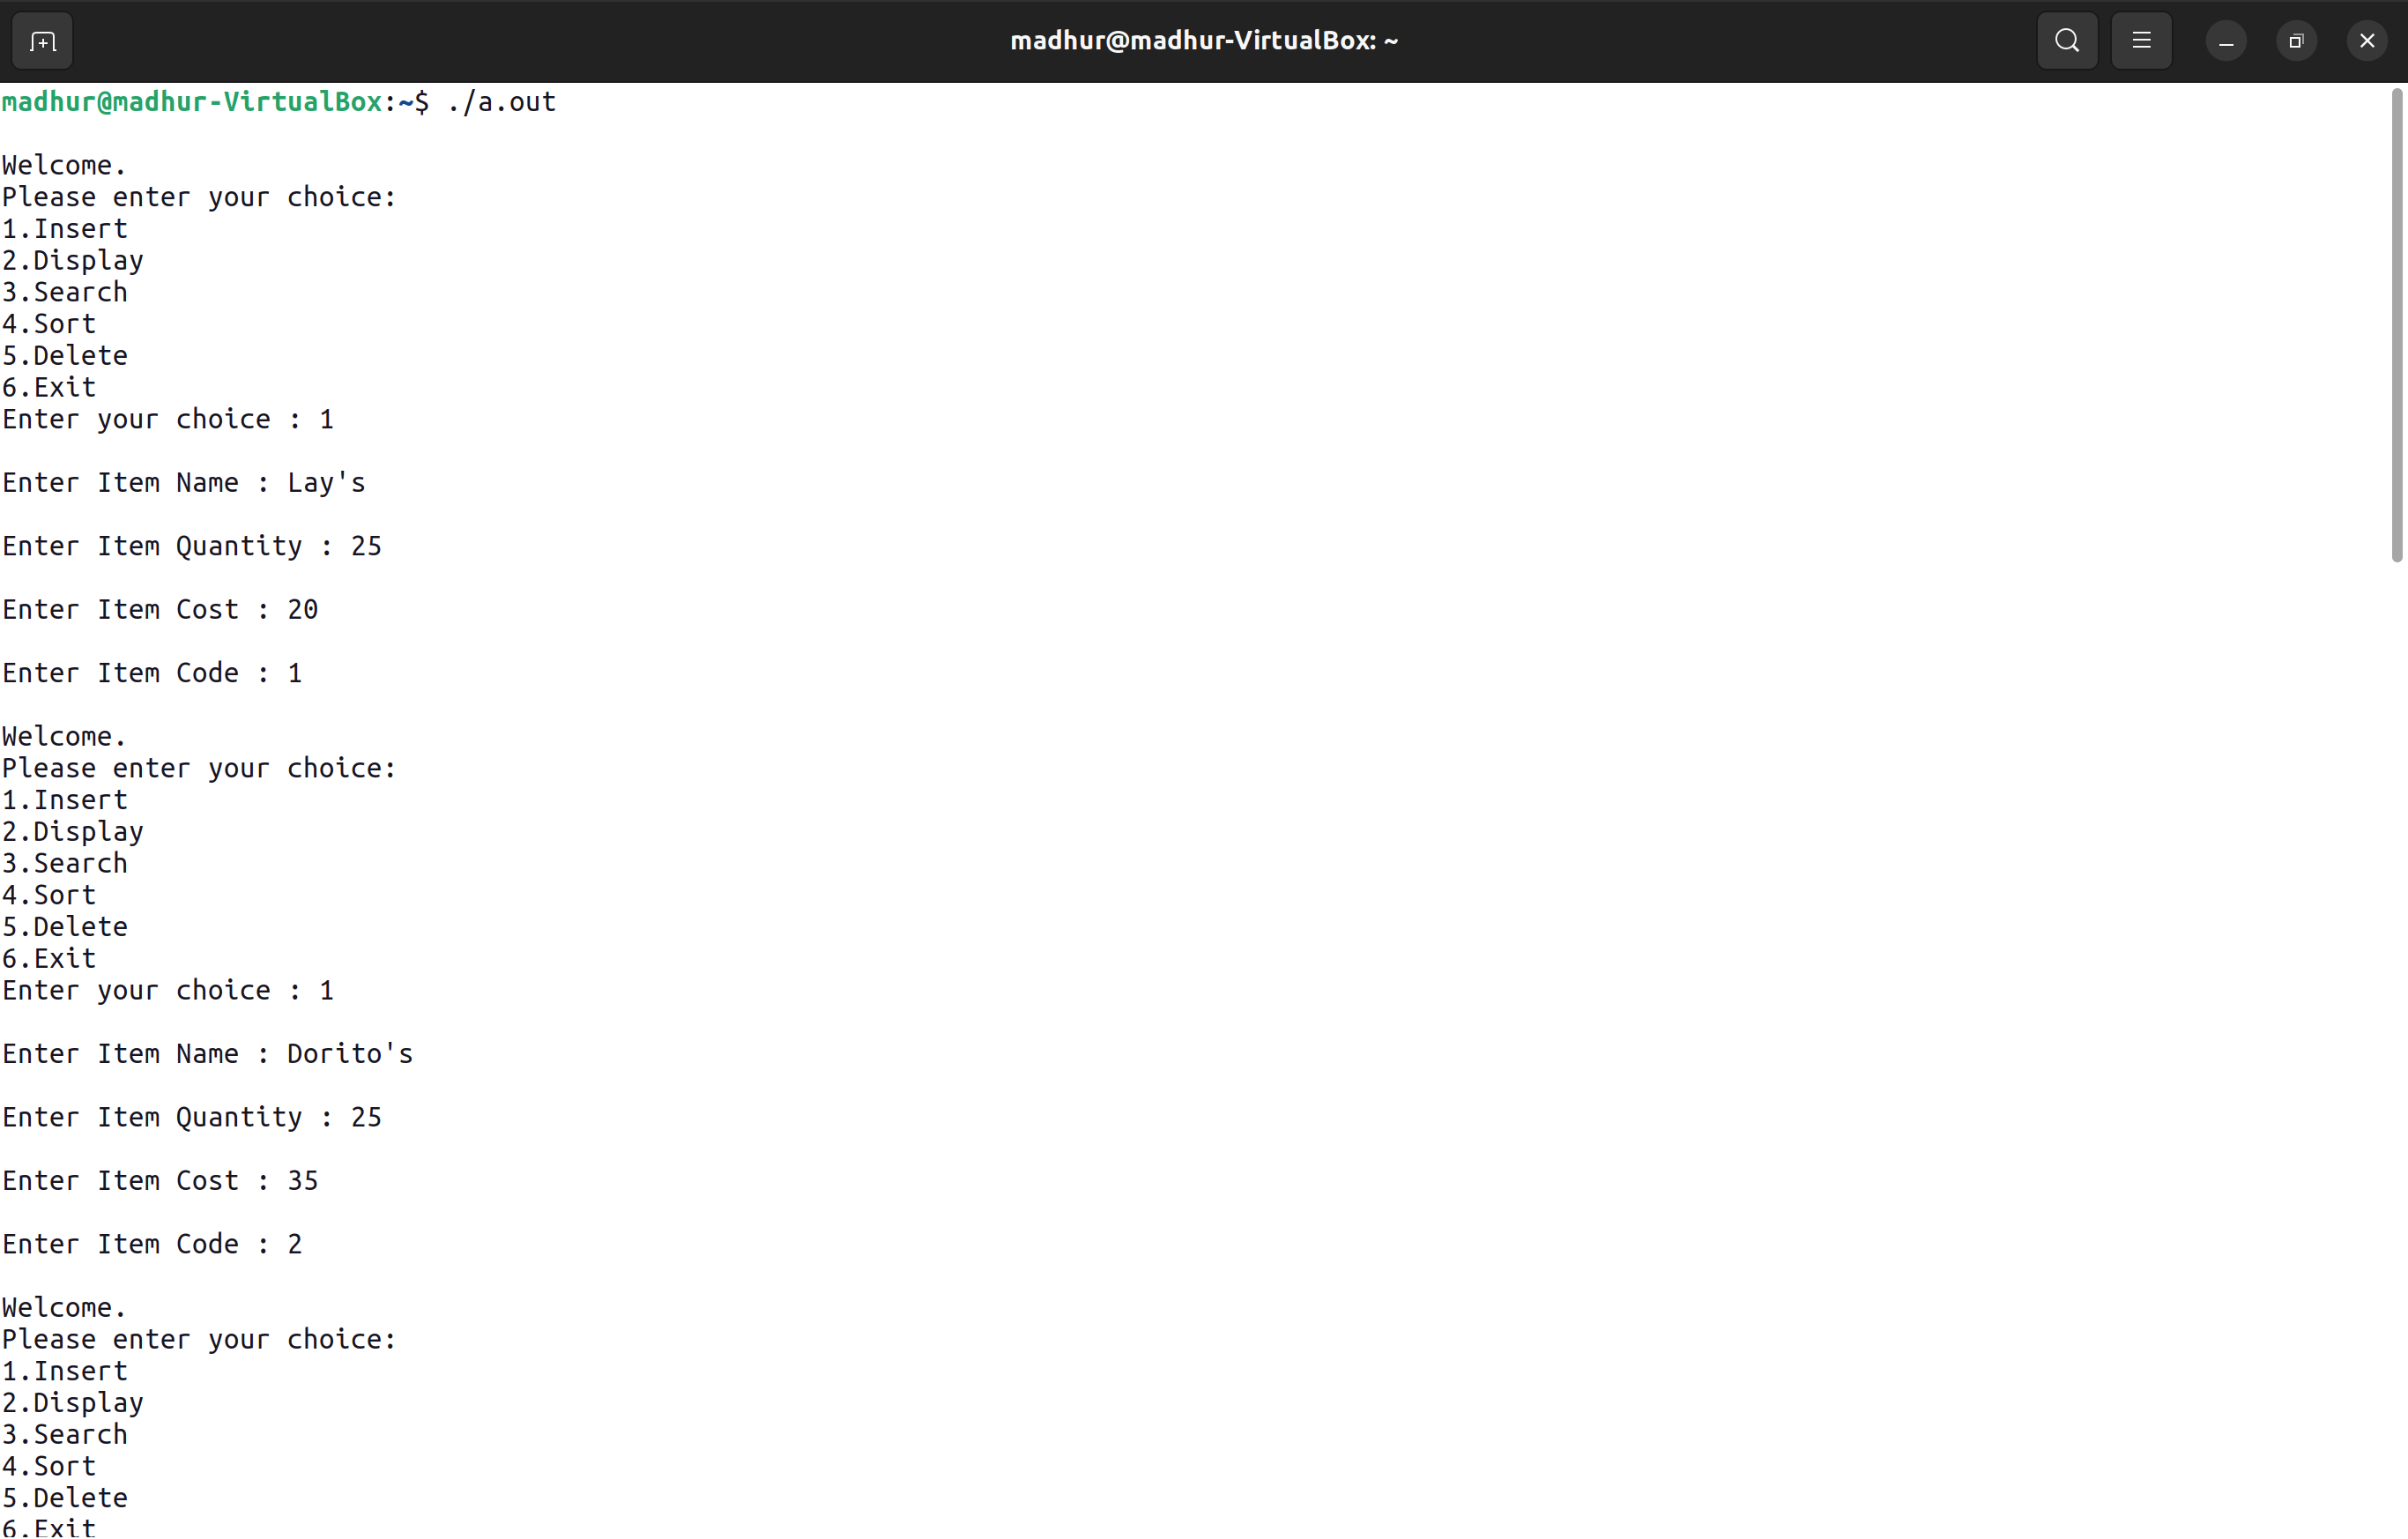 madhur@madhur-VirtualBox: ~
madhur@madhur-VirtualBox:~$ ./a.out
Welcome.
Please enter your choice:
1.Insert
2.Display
3.Search
4.Sort
5.Delete
6.Exit
Enter your choice : 1
Enter Item Name : Lay's
Enter Item Quantity : 25
Enter Item Cost : 20
Enter Item Code : 1
Welcome.
Please enter your choice:
1.Insert
2.Display
3.Search
4.Sort
5.Delete
6.Exit
Enter your choice : 1
Enter Item Name : Dorito's
Enter Item Quantity : 25
Enter Item Cost : 35
Enter Item Code : 2
Welcome.
Please enter your choice:
1.Insert
2.Display
3.Search
4.Sort
5.Delete
6.Exit